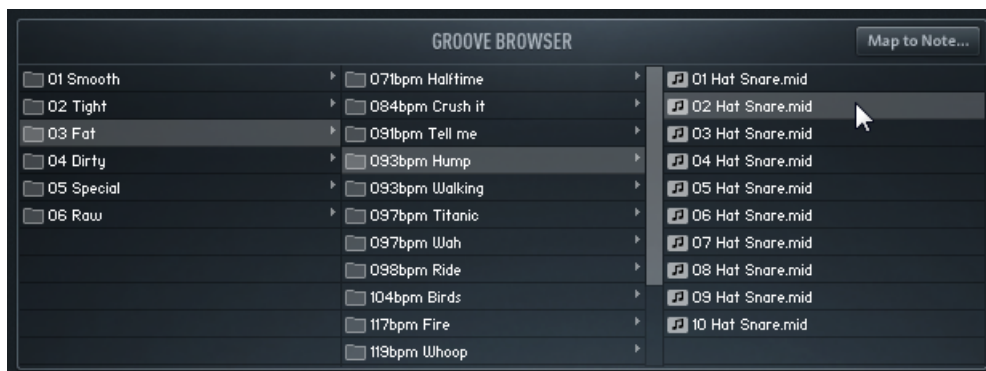 GROOVE BROWSER
Map to Note...
01 Smooth
02 Tight
03 Fat
04 Dirty
05 Special
06 Raw
071bpm Halftime
084bpm Crush it
091bpm Tell me
093bpm Hump
093bpm Walking
097bpm Titanic
097bpm Wah
098bpm Ride
104bpm Birds
117bpm Fire
119bpm Whoop
01 Hat Snare.mid
02 Hat Snare.mid
03 Hat Snare.mid
04 Hat Snare.mid
05 Hat Snare.mid
06 Hat Snare.mid
07 Hat Snare.mid
08 Hat Snare.mid
09 Hat Snare.mid
10 Hat Snare.mid